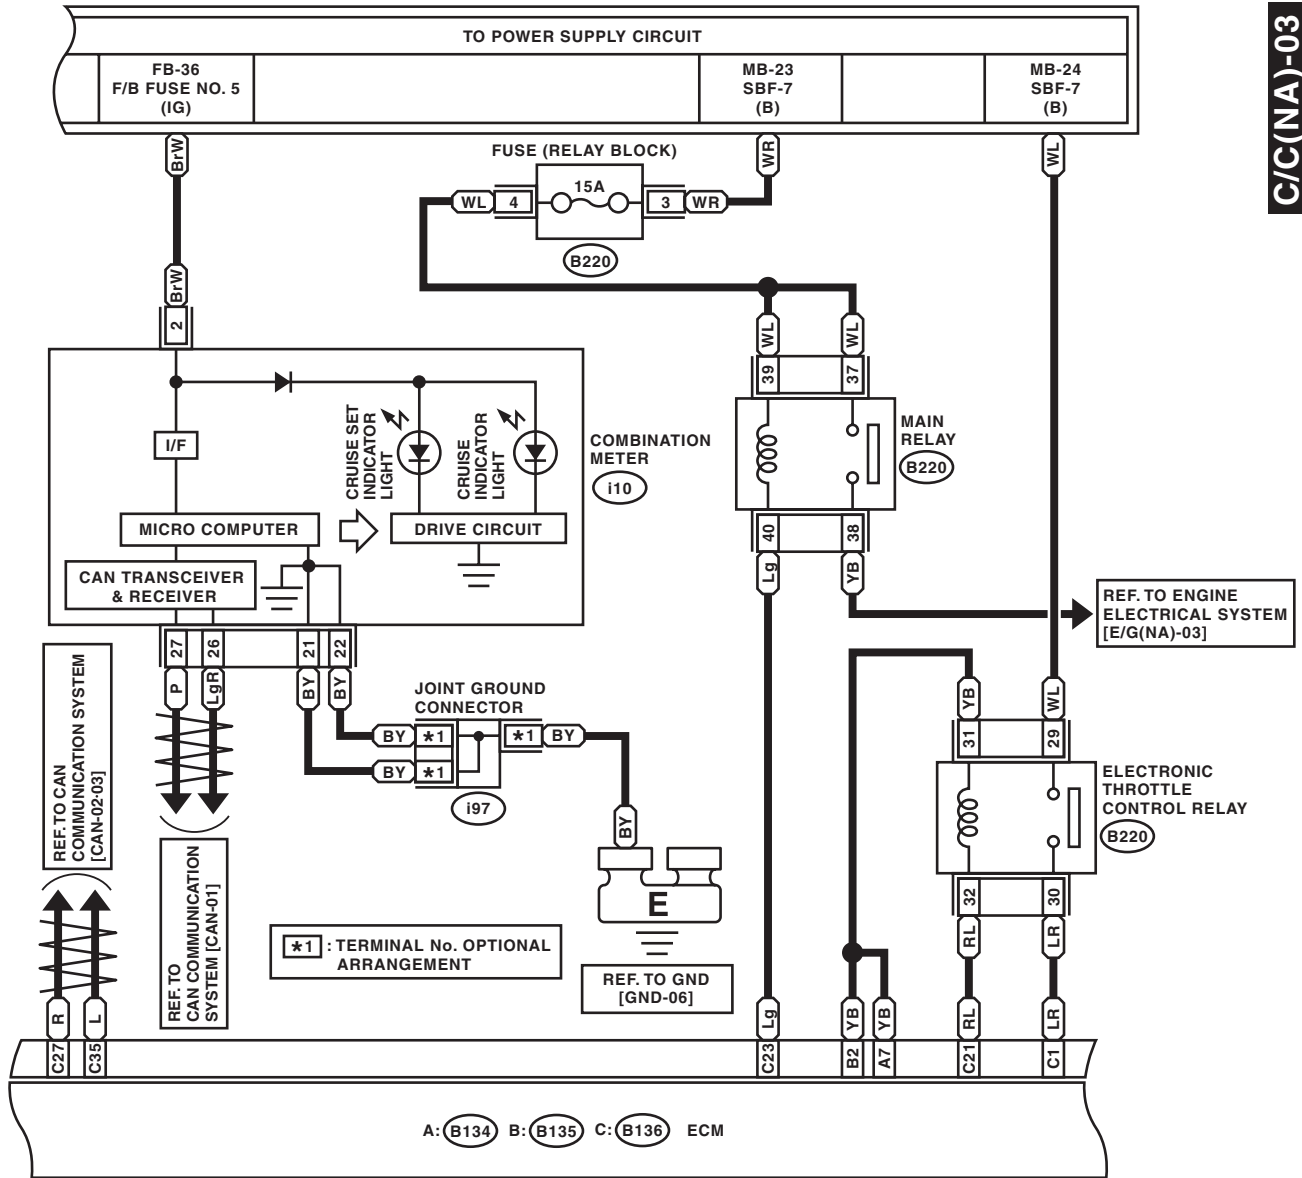 C/C(NA)-03
TO POWER SUPPLY CIRCUIT
FB-36
F/B FUSE NO. 5
(IG)
MB-23
SBF-7
(B)
MB-24
SBF-7
(B)
BrW
WR
WL
FUSE (RELAY BLOCK)
15A
WL
4
3
WR
B220
BrW
2
WL
WL
39
37
I/F
CRUISE SET
INDICATOR
LIGHT
CRUISE
INDICATOR
LIGHT
COMBINATION
METER
i10
MAIN
RELAY
B220
MICRO COMPUTER
DRIVE CIRCUIT
CAN TRANSCEIVER
& RECEIVER
40
38
Lg
YB
REF. TO ENGINE
ELECTRICAL SYSTEM
[E/G(NA)-03]
27
26
21
22
P
LgR
BY
BY
REF. TO CAN
COMMUNICATION SYSTEM
[CAN-02·03]
JOINT GROUND
CONNECTOR
BY
*1
*1
BY
BY
*1
i97
YB
WL
31
29
ELECTRONIC
THROTTLE
CONTROL RELAY
B220
BY
E
REF. TO
CAN COMMUNICATION
SYSTEM [CAN-01]
32
30
RL
LR
*1 : TERMINAL No. OPTIONAL
ARRANGEMENT
REF. TO GND
[GND-06]
R
L
Lg
YB
YB
RL
LR
C27
C35
C23
B2
A7
C21
C1
A: B134 B: B135 C: B136 ECM